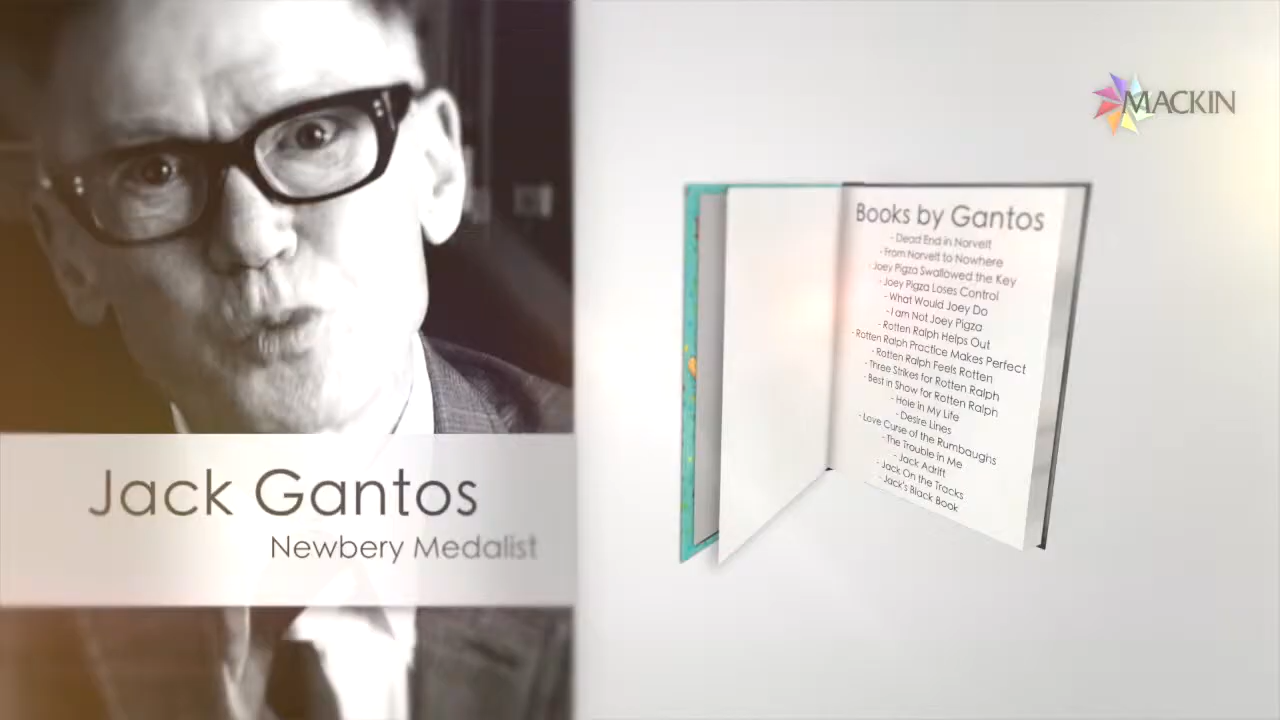 MACKIN
Books by Gantos
- Dead End in Norvelt
- From Norvelt to Nowhere
- Joey Pigza Swallowed the Key
- Joey Pigza Loses Control
- What Would Joey Do
- I am Not Joey Pigza
- Rotten Ralph Helps Out
- Rotten Ralph Practice Makes Perfect
- Rotten Ralph Feels Rotten
- Three Strikes for Rotten Ralph
- Best in Show for Rotten Ralph
- Hole in My Life
- Desire Lines
- Love Curse of the Rumbaughs
- The Trouble in Me
- Jack Adrift
- Jack On the Tracks
- Jack's Black Book
Jack Gantos
Newbery Medalist